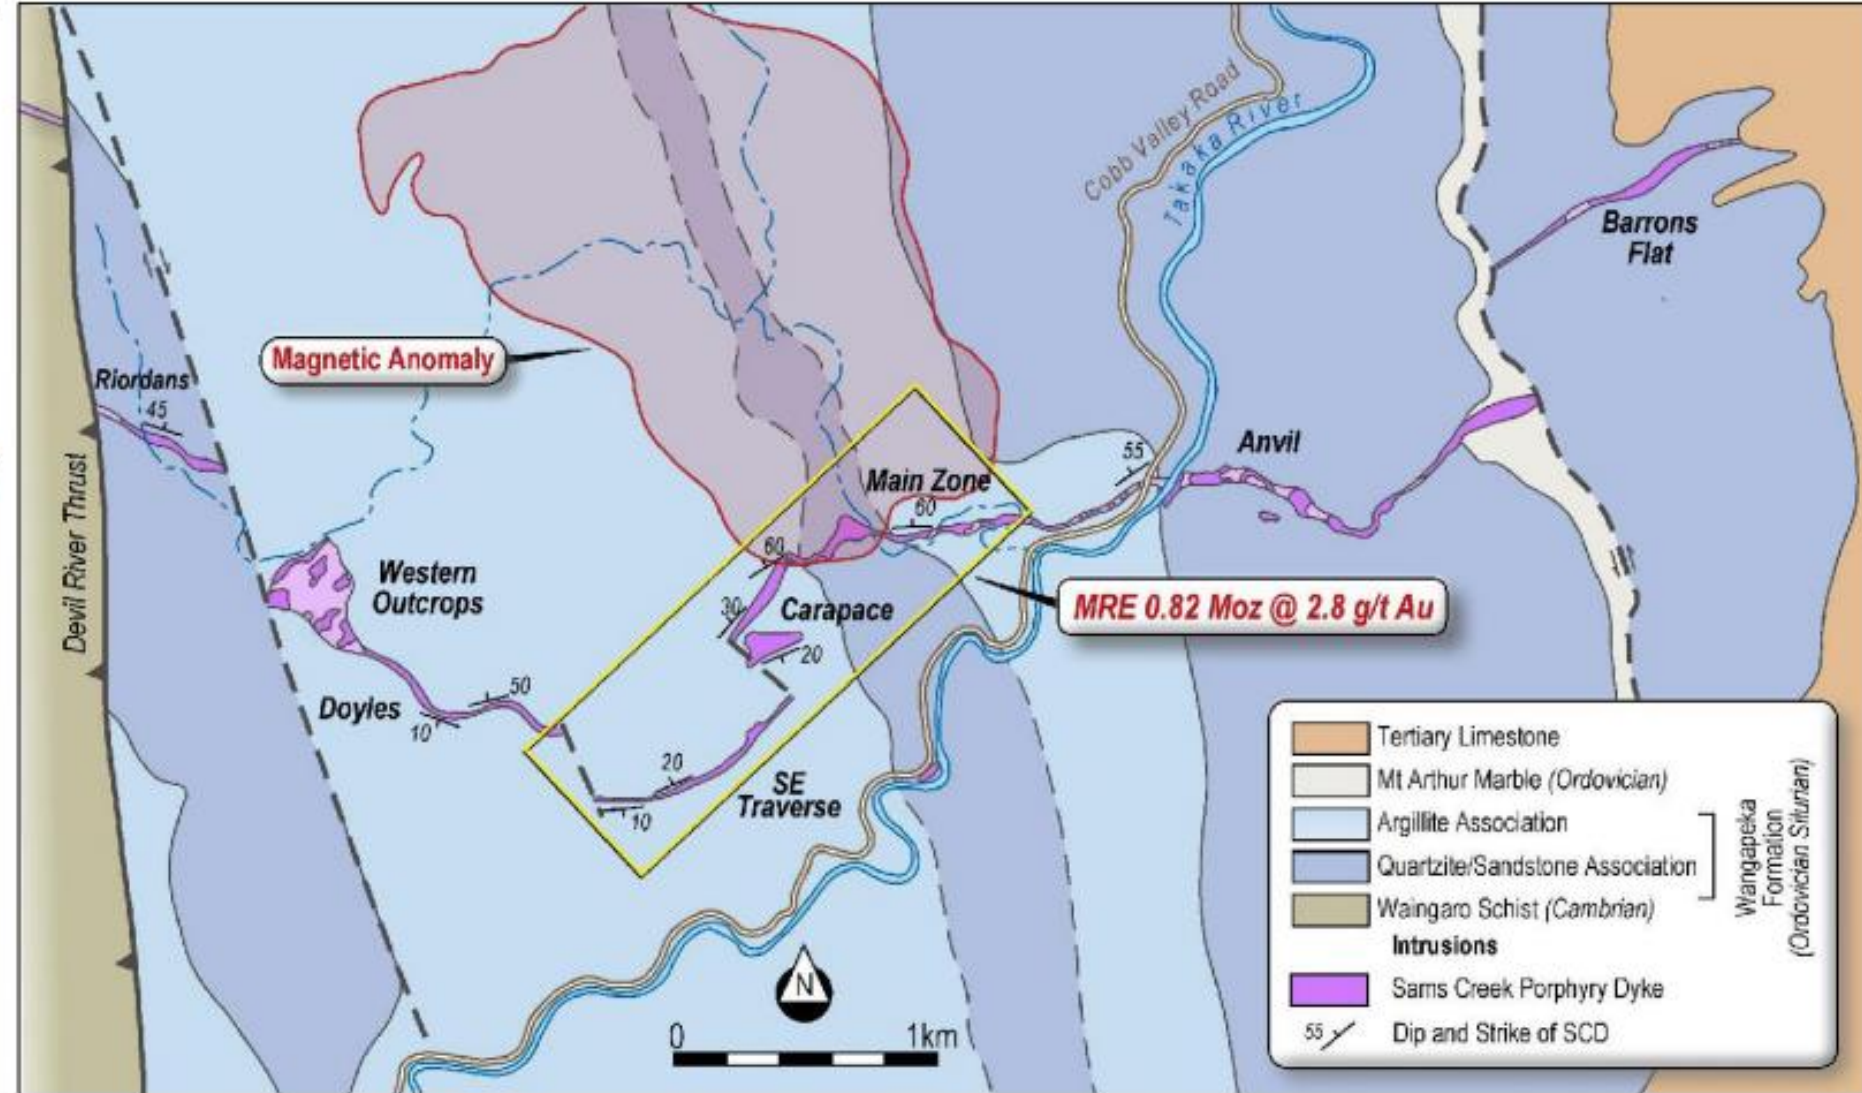 Cobb Valley Road
Takaka River
Barrons
Flat
Magnetic Anomaly
Riordans
45
Devil River Thrust
Western
Outcrops
Doyles
10
50
Main Zone
60
60
30
Carapace
20
20
10
SE
Traverse
55
Anvil
MRE 0.82 Moz @ 2.8 g/t Au
N
0 1km
Tertiary Limestone
Mt Arthur Marble (Ordovician)
Argillite Association
Quartzite/Sandstone Association
Waingaro Schist (Cambrian)
Wangapeka
Formation
(Ordovician Silurian)
Intrusions
Sams Creek Porphyry Dyke
55 Dip and Strike of SCD